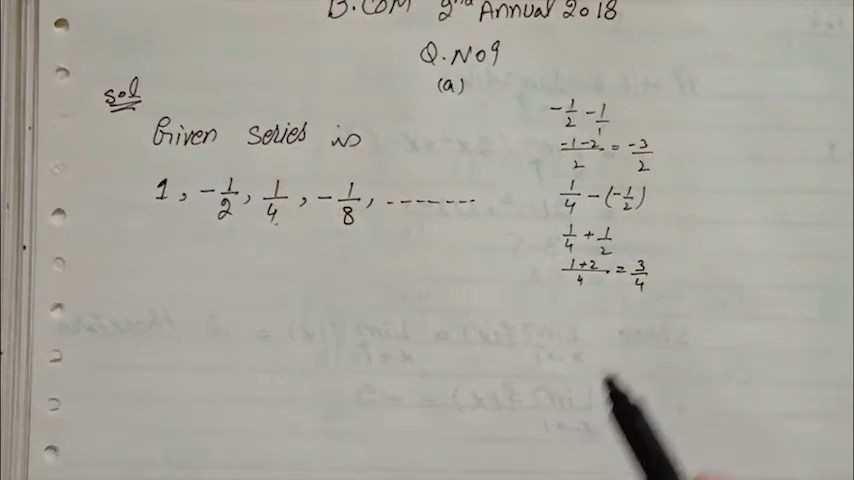 B.COM 2nd Annual 2018
Q.NO9
(a)
Sol
Given series is
1, -1/2, 1/4, -1/8, -------
-1/2 - 1/1
-1-2/2 = -3/2
1/4 - (-1/2)
1/4 + 1/2
1+2/4 = 3/4